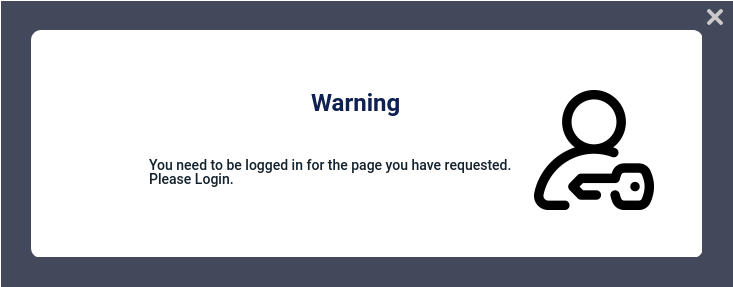 Warning
You need to be logged in for the page you have requested.
Please Login.